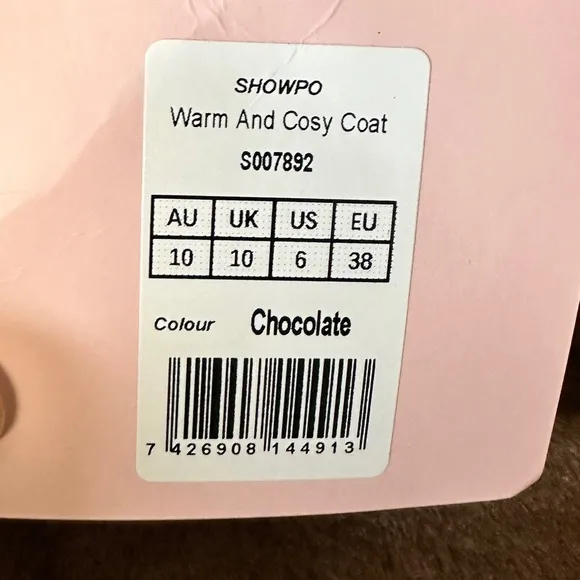 SHOWPO
Warm And Cosy Coat
S007892
AU UK US EU
10 10 6 38
Colour Chocolate
7 426908 144913